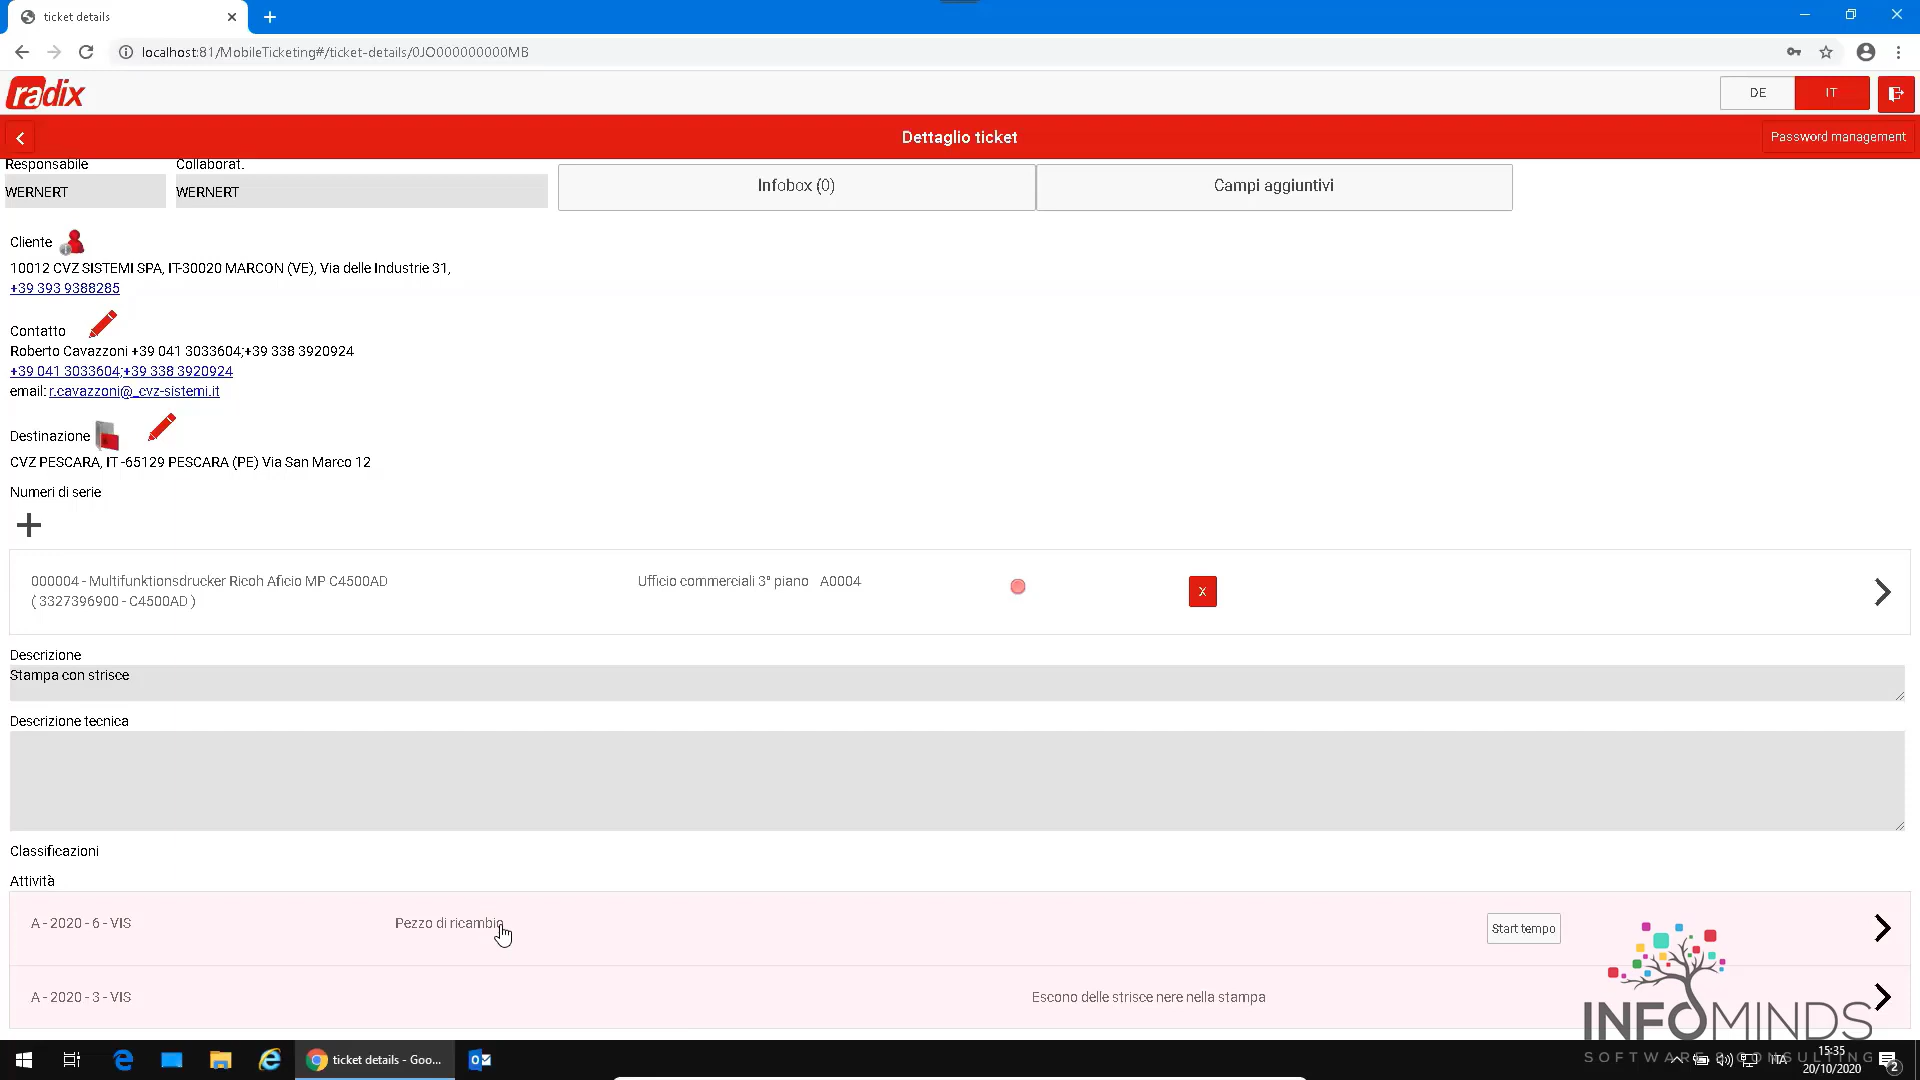 ticket details
localhost:81/MobileTicketing#/ticket-details/0JO000000000MB
radix
DE
IT
Dettaglio ticket
Password management
Responsabile
Collaborat.
WERNERT
WERNERT
Infobox (0)
Campi aggiuntivi
Cliente
10012 CVZ SISTEMI SPA, IT-30020 MARCON (VE), Via delle Industrie 31,
+39 393 9388285
Contatto
Roberto Cavazzoni +39 041 3033604;+39 338 3920924
+39 041 3033604;+39 338 3920924
email: r.cavazzoni@_cvz-sistemi.it
Destinazione
CVZ PESCARA, IT -65129 PESCARA (PE) Via San Marco 12
Numeri di serie
000004 - Multifunktionsdrucker Ricoh Aficio MP C4500AD
( 3327396900 - C4500AD )
Ufficio commerciali 3° piano A0004
X
Descrizione
Stampa con strisce
Descrizione tecnica
Classificazioni
Attività
A - 2020 - 6 - VIS
Pezzo di ricambio
Start tempo
A - 2020 - 3 - VIS
Escono delle strisce nere nella stampa
INFOMINDS
SOFTWARE & CONSULTING
ticket details - Goo...
ITA
15:35
20/10/2020
2